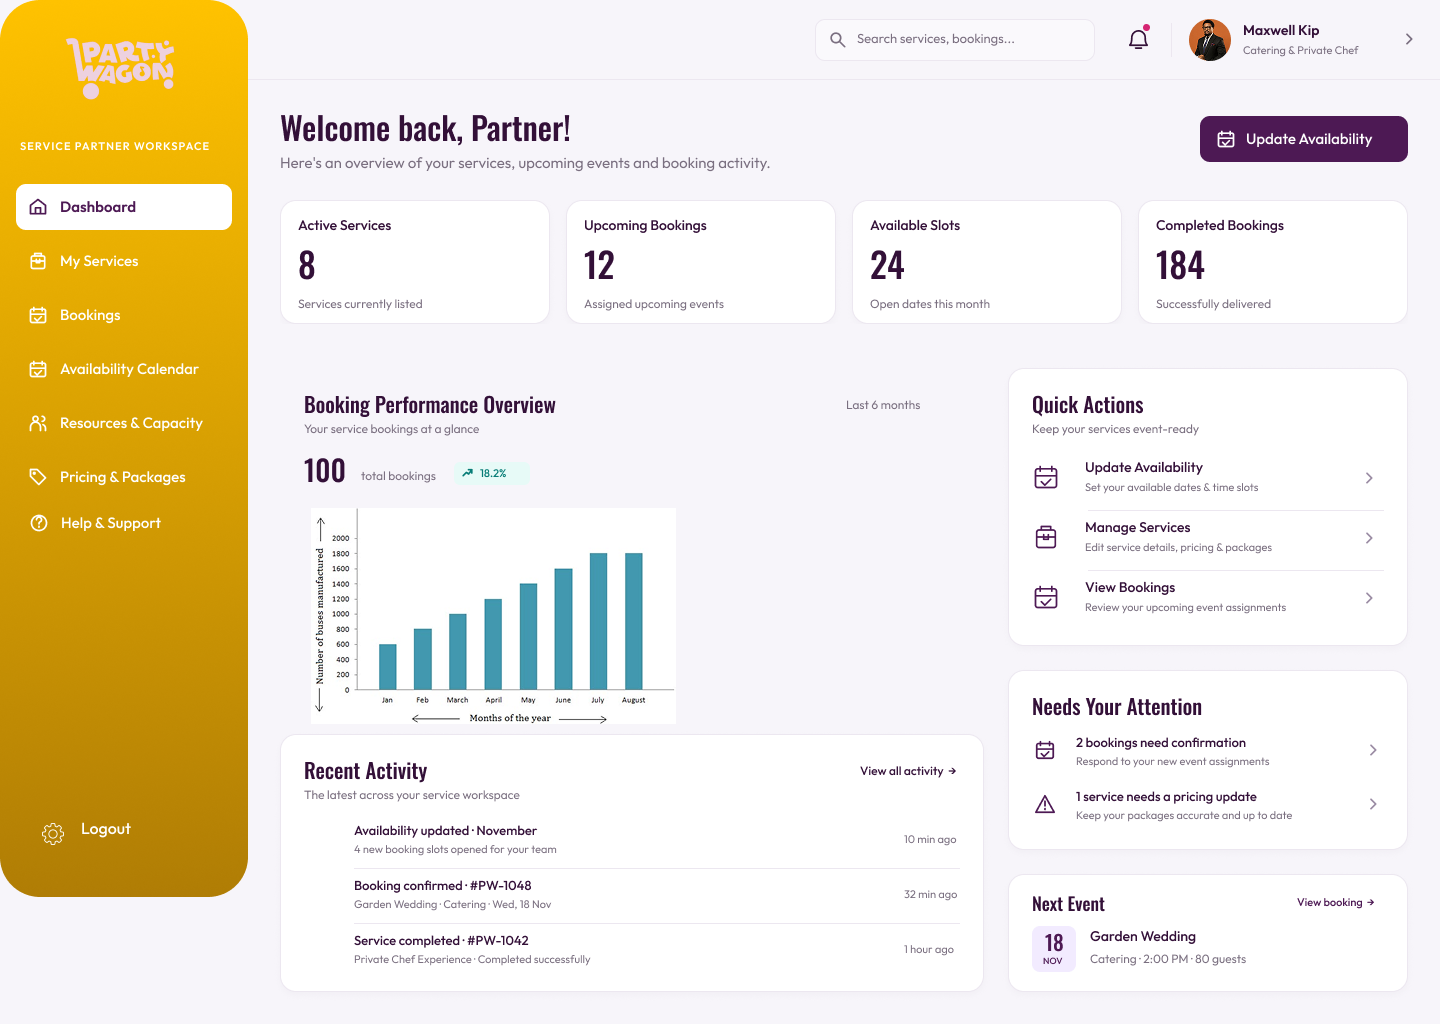 PARTY
WAGON
SERVICE PARTNER WORKSPACE
Dashboard
My Services
Bookings
Availability Calendar
Resources & Capacity
Pricing & Packages
Help & Support
Logout
Search services, bookings...
Maxwell Kip
Catering & Private Chef
Welcome back, Partner!
Here's an overview of your services, upcoming events and booking activity.
Update Availability
Active Services
8
Services currently listed
Upcoming Bookings
12
Assigned upcoming events
Available Slots
24
Open dates this month
Completed Bookings
184
Successfully delivered
Booking Performance Overview
Last 6 months
Your service bookings at a glance
100 total bookings 18.2%
Number of buses manufactured
2000
1800
1600
1400
1200
1000
800
600
400
200
0
Jan Feb March April May June July August
Months of the year
Recent Activity
View all activity →
The latest across your service workspace
Availability updated · November
4 new booking slots opened for your team
10 min ago
Booking confirmed · #PW-1048
Garden Wedding · Catering · Wed, 18 Nov
32 min ago
Service completed · #PW-1042
Private Chef Experience · Completed successfully
1 hour ago
Quick Actions
Keep your services event-ready
Update Availability
Set your available dates & time slots
Manage Services
Edit service details, pricing & packages
View Bookings
Review your upcoming event assignments
Needs Your Attention
2 bookings need confirmation
Respond to your new event assignments
1 service needs a pricing update
Keep your packages accurate and up to date
Next Event
View booking →
18
NOV
Garden Wedding
Catering · 2:00 PM · 80 guests